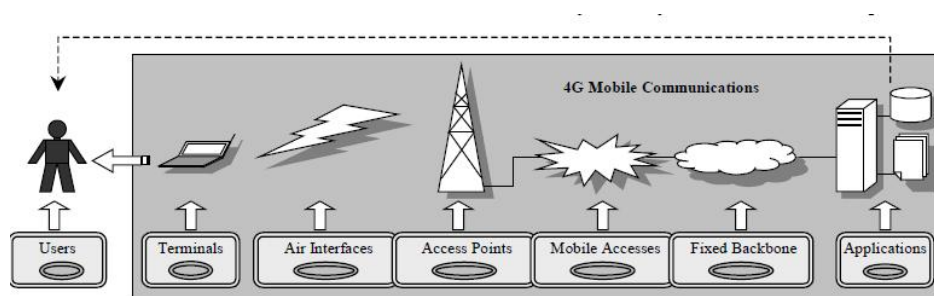 4G Mobile Communications
Users
Terminals
Air Interfaces
Access Points
Mobile Accesses
Fixed Backbone
Applications